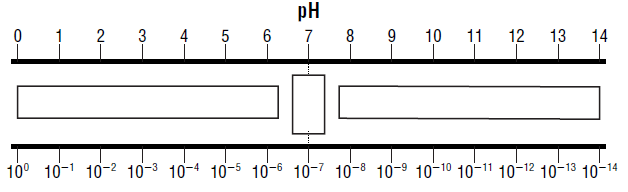 pH
0 1 2 3 4 5 6 7 8 9 10 11 12 13 14
10⁰ 10⁻¹ 10⁻² 10⁻³ 10⁻⁴ 10⁻⁵ 10⁻⁶ 10⁻⁷ 10⁻⁸ 10⁻⁹ 10⁻¹⁰ 10⁻¹¹ 10⁻¹² 10⁻¹³ 10⁻¹⁴